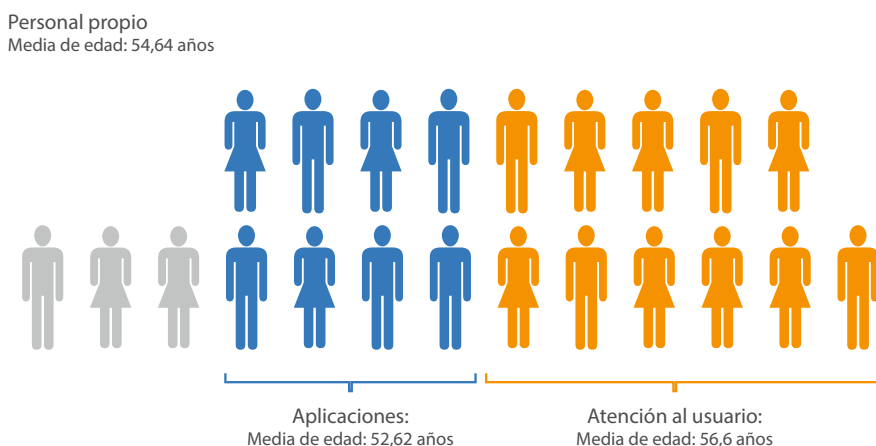 Personal propio
Media de edad: 54,64 años
Aplicaciones:
Media de edad: 52,62 años
Atención al usuario:
Media de edad: 56,6 años